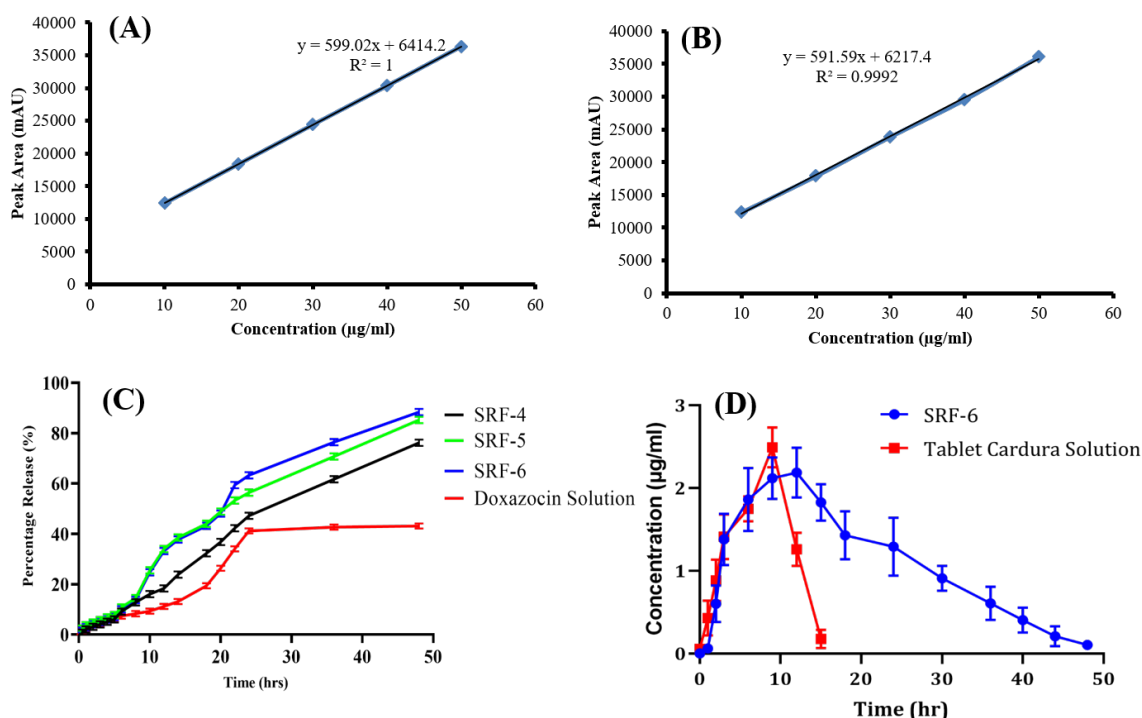 (A)
y = 599.02x + 6414.2
R² = 1
Peak Area (mAU)
40000
35000
30000
25000
20000
15000
10000
5000
0
0 10 20 30 40 50 60
Concentration (µg/ml)
(B)
y = 591.59x + 6217.4
R² = 0.9992
Peak Area (mAU)
40000
35000
30000
25000
20000
15000
10000
5000
0
0 10 20 30 40 50 60
Concentration (µg/ml)
(C)
Percentage Release (%)
100
80
60
40
20
0
0 10 20 30 40 50
Time (hrs)
SRF-4
SRF-5
SRF-6
Doxazocin Solution
(D)
Concentration (µg/ml)
3
2
1
0
0 10 20 30 40 50
Time (hr)
SRF-6
Tablet Cardura Solution